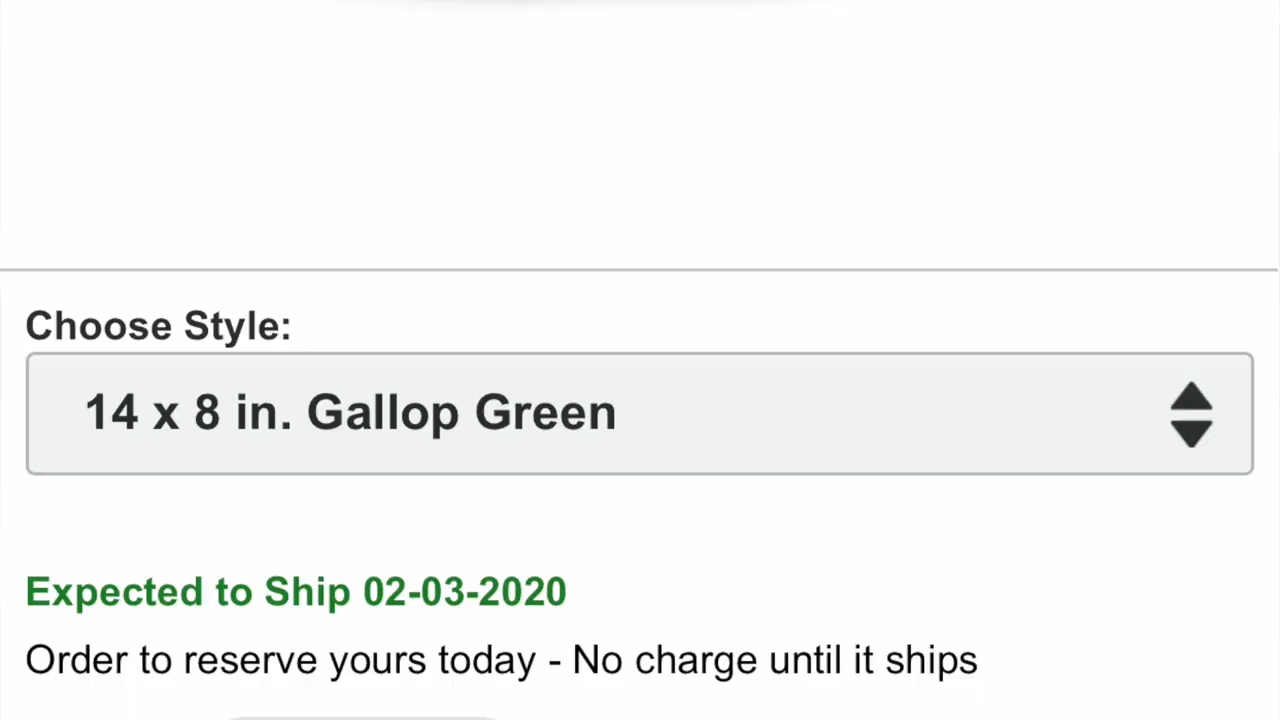 Choose Style:
14 x 8 in. Gallop Green
Expected to Ship 02-03-2020
Order to reserve yours today - No charge until it ships